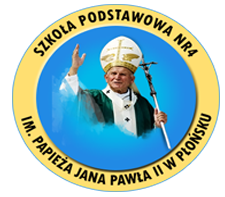 SZKOŁA PODSTAWOWA NR4
IM. PAPIEŻA JANA PAWŁA II W PŁOŃSKU